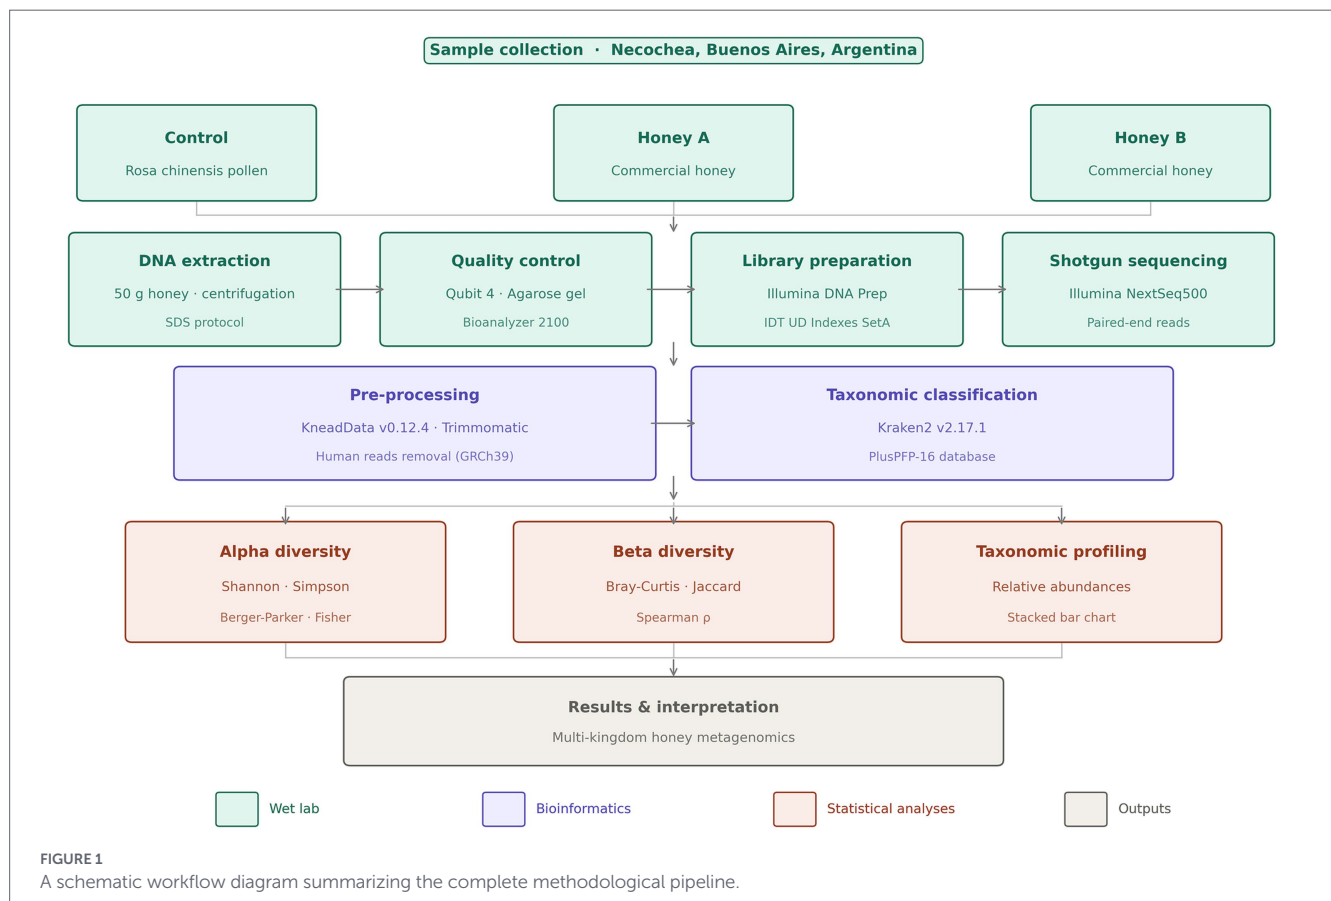 Sample collection · Necochea, Buenos Aires, Argentina
Control
Rosa chinensis pollen
Honey A
Commercial honey
Honey B
Commercial honey
DNA extraction
50 g honey · centrifugation
SDS protocol
Quality control
Qubit 4 · Agarose gel
Bioanalyzer 2100
Library preparation
Illumina DNA Prep
IDT UD Indexes SetA
Shotgun sequencing
Illumina NextSeq500
Paired-end reads
Pre-processing
KneadData v0.12.4 · Trimmomatic
Human reads removal (GRCh39)
Taxonomic classification
Kraken2 v2.17.1
PlusPFP-16 database
Alpha diversity
Shannon · Simpson
Berger-Parker · Fisher
Beta diversity
Bray-Curtis · Jaccard
Spearman ρ
Taxonomic profiling
Relative abundances
Stacked bar chart
Results & interpretation
Multi-kingdom honey metagenomics
Wet lab
Bioinformatics
Statistical analyses
Outputs
FIGURE 1
A schematic workflow diagram summarizing the complete methodological pipeline.